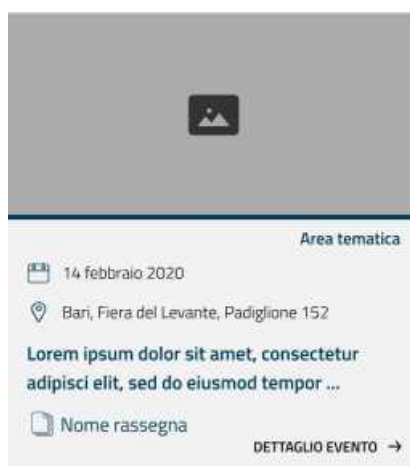 Area tematica
14 febbraio 2020
Bari, Fiera del Levante, Padiglione 152
Lorem ipsum dolor sit amet, consectetur
adipisci elit, sed do eiusmod tempor ...
Nome rassegna
DETTAGLIO EVENTO →